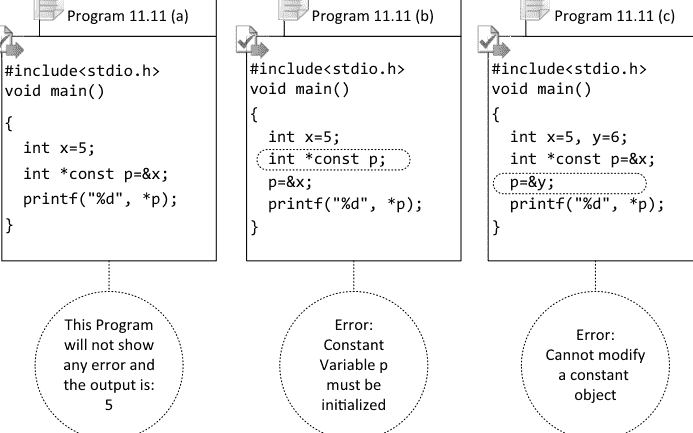 Program 11.11 (a)
#include<stdio.h>
void main()
{
int x=5;
int *const p=&x;
printf("%d", *p);
}
This Program
will not show
any error and
the output is:
5
Program 11.11 (b)
#include<stdio.h>
void main()
{
int x=5;
int *const p;
p=&x;
printf("%d", *p);
}
Error:
Constant
Variable p
must be
initialized
Program 11.11 (c)
#include<stdio.h>
void main()
{
int x=5, y=6;
int *const p=&x;
p=&y;
printf("%d", *p);
}
Error:
Cannot modify
a constant
object